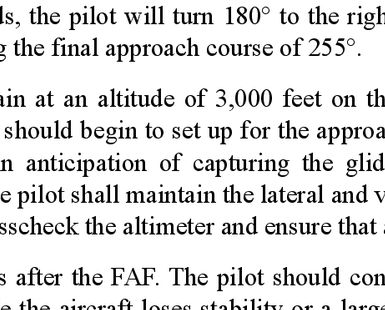 ds, the pilot will turn 180° to the righ
g the final approach course of 255°.
ain at an altitude of 3,000 feet on th
should begin to set up for the approa
in anticipation of capturing the glid
e pilot shall maintain the lateral and v
sscheck the altimeter and ensure that a
s after the FAF. The pilot should con
e the aircraft loses stability or a large